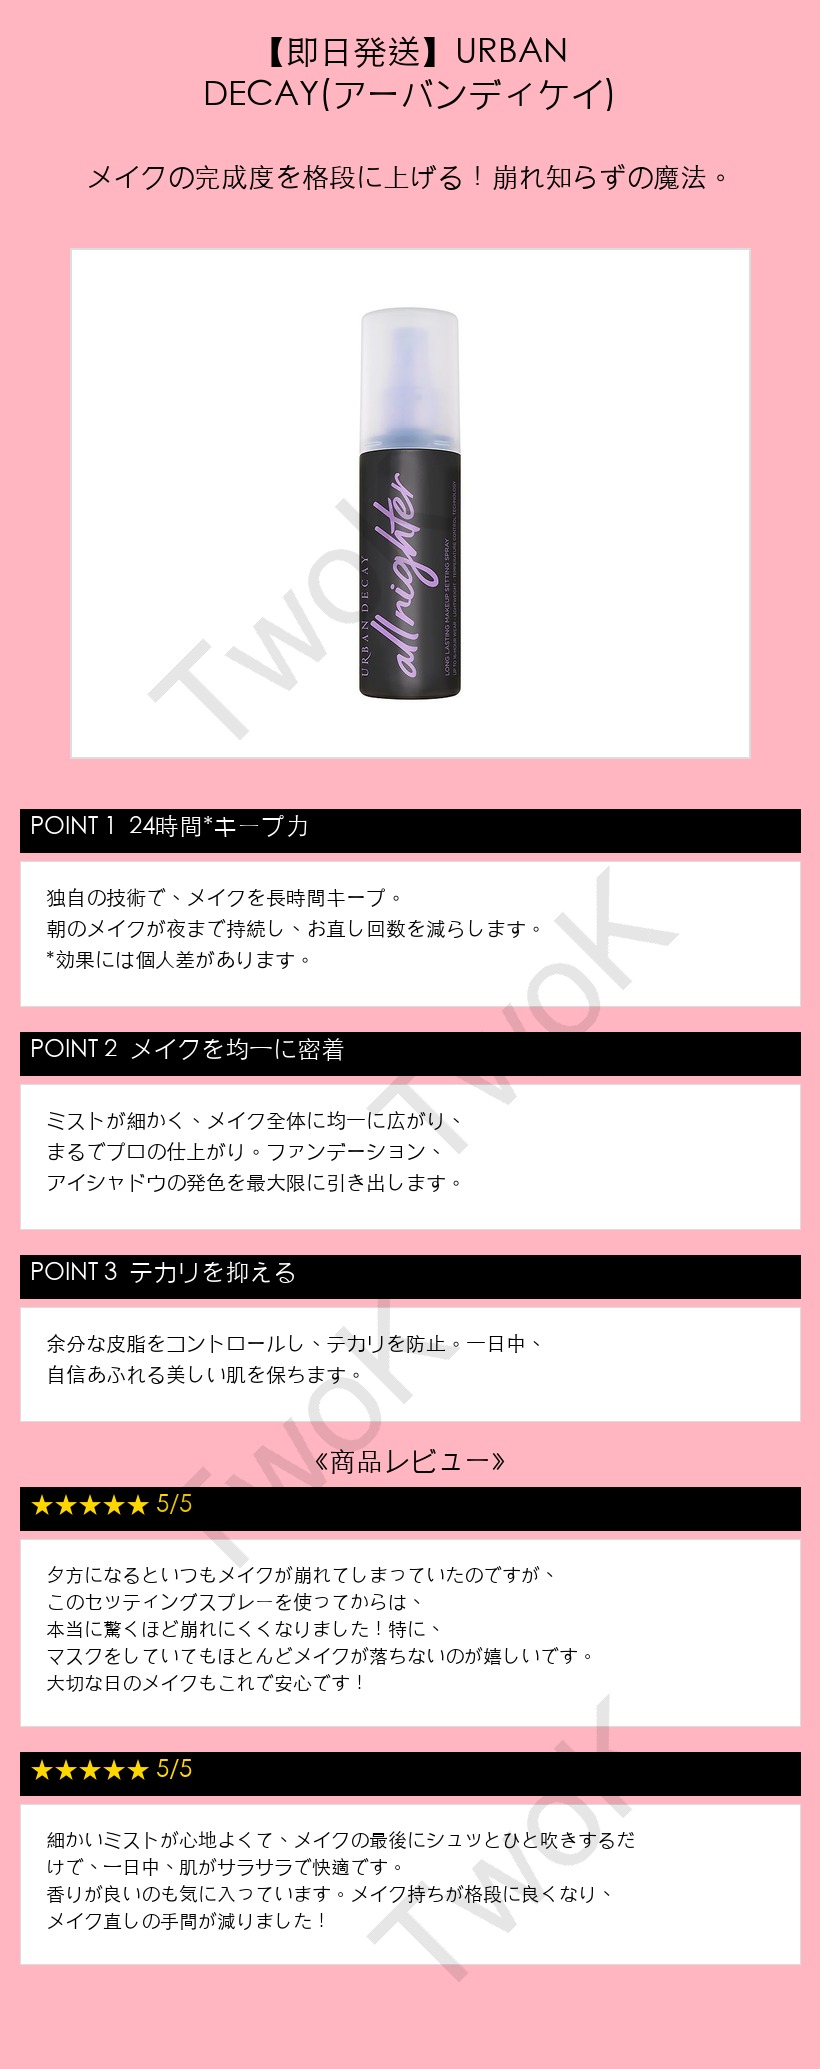 【即日発送】URBAN
DECAY(アーバンディケイ)
メイクの完成度を格段に上げる！崩れ知らずの魔法。
URBAN DECAY
allnighter
LONG LASTING MAKEUP SETTING SPRAY
UP TO 16-HOUR WEAR · LIGHTWEIGHT · TEMPERATURE CONTROL TECHNOLOGY
TwoK
POINT 1 24時間*キープ力
独自の技術で、メイクを長時間キープ。
朝のメイクが夜まで持続し、お直し回数を減らします。
*効果には個人差があります。
TwoK
POINT 2 メイクを均一に密着
ミストが細かく、メイク全体に均一に広がり、
まるでプロの仕上がり。ファンデーション、
アイシャドウの発色を最大限に引き出します。
POINT 3 テカリを抑える
余分な皮脂をコントロールし、テカリを防止。一日中、
自信あふれる美しい肌を保ちます。
TwoK
《商品レビュー》
★★★★★ 5/5
夕方になるといつもメイクが崩れてしまっていたのですが、
このセッティングスプレーを使ってからは、
本当に驚くほど崩れにくくなりました！特に、
マスクをしていてもほとんどメイクが落ちないのが嬉しいです。
大切な日のメイクもこれで安心です！
★★★★★ 5/5
細かいミストが心地よくて、メイクの最後にシュッとひと吹きするだ
けで、一日中、肌がサラサラで快適です。
香りが良いのも気に入っています。メイク持ちが格段に良くなり、
メイク直しの手間が減りました！
TwoK